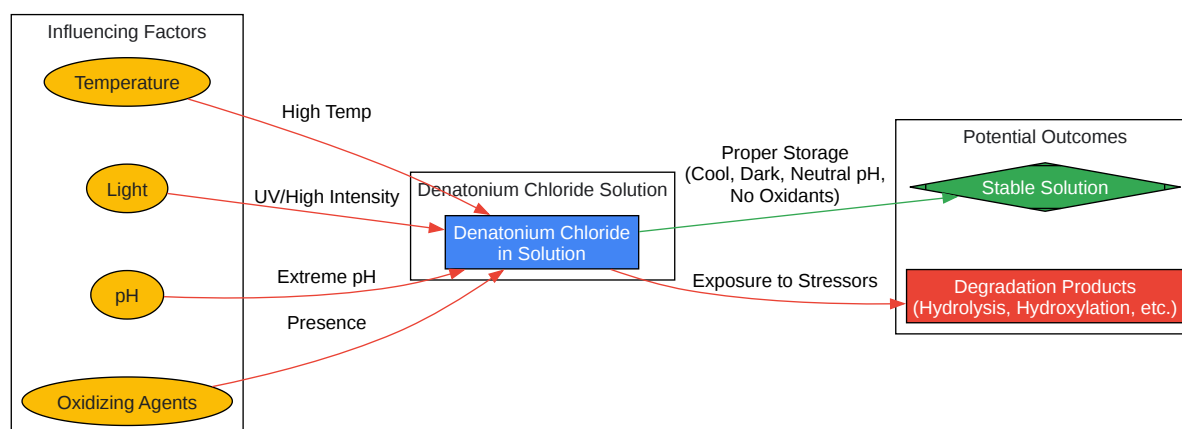 Influencing Factors
Temperature
High Temp
Light
UV/High Intensity
pH
Extreme pH
Presence
Oxidizing Agents
Denatonium Chloride Solution
Denatonium Chloride
in Solution
Proper Storage
(Cool, Dark, Neutral pH,
No Oxidants)
Exposure to Stressors
Potential Outcomes
Stable Solution
Degradation Products
(Hydrolysis, Hydroxylation, etc.)